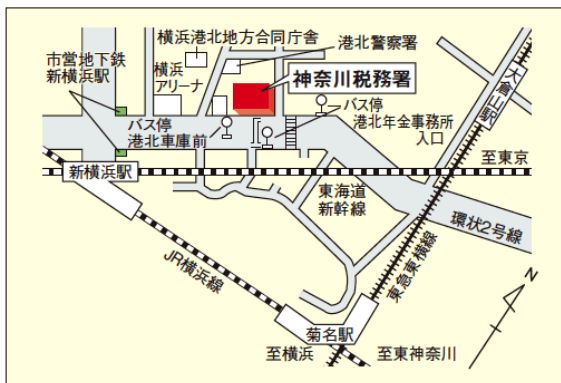 横浜港北地方合同庁舎
港北警察署
市営地下鉄
新横浜駅
横浜
アリーナ
神奈川税務署
大倉山駅
バス停
港北車庫前
バス停
港北年金事務所
入口
至東京
新横浜駅
東海道
新幹線
環状2号線
JR横浜線
東急東横線
N
菊名駅
至横浜
至東神奈川